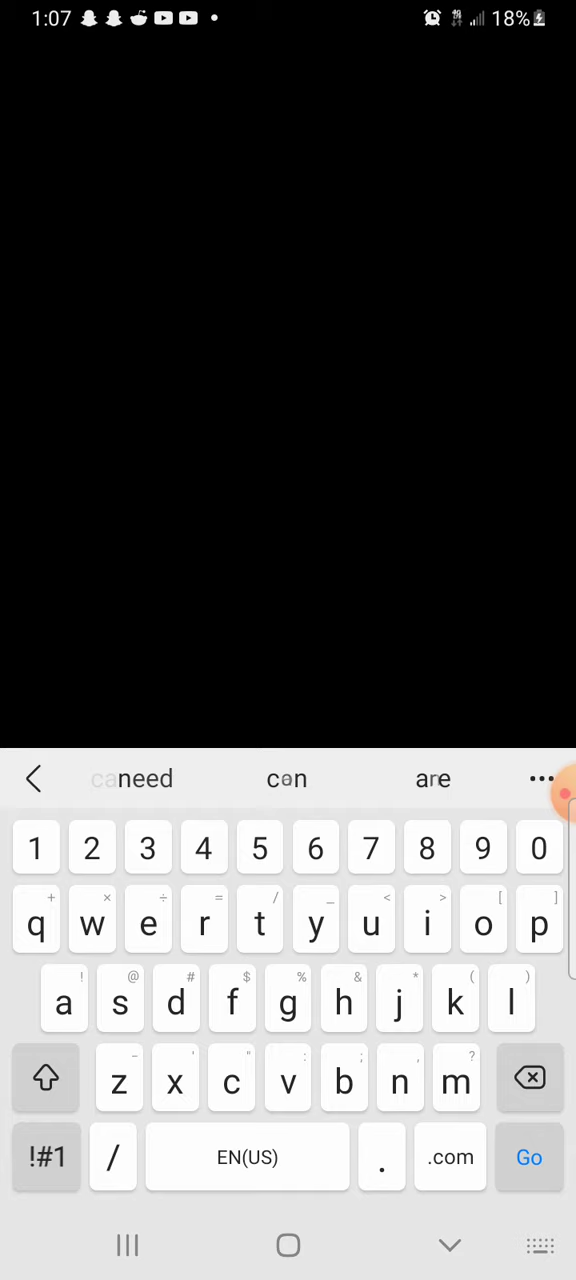 1:07 18%
need can are
1 2 3 4 5 6 7 8 9 0
+ × ÷ = / _ < > [ ]
q w e r t y u i o p
! @ # $ % & * ( )
a s d f g h j k l
- ' " : ; , ?
z x c v b n m
!#1 / EN(US) . .com Go